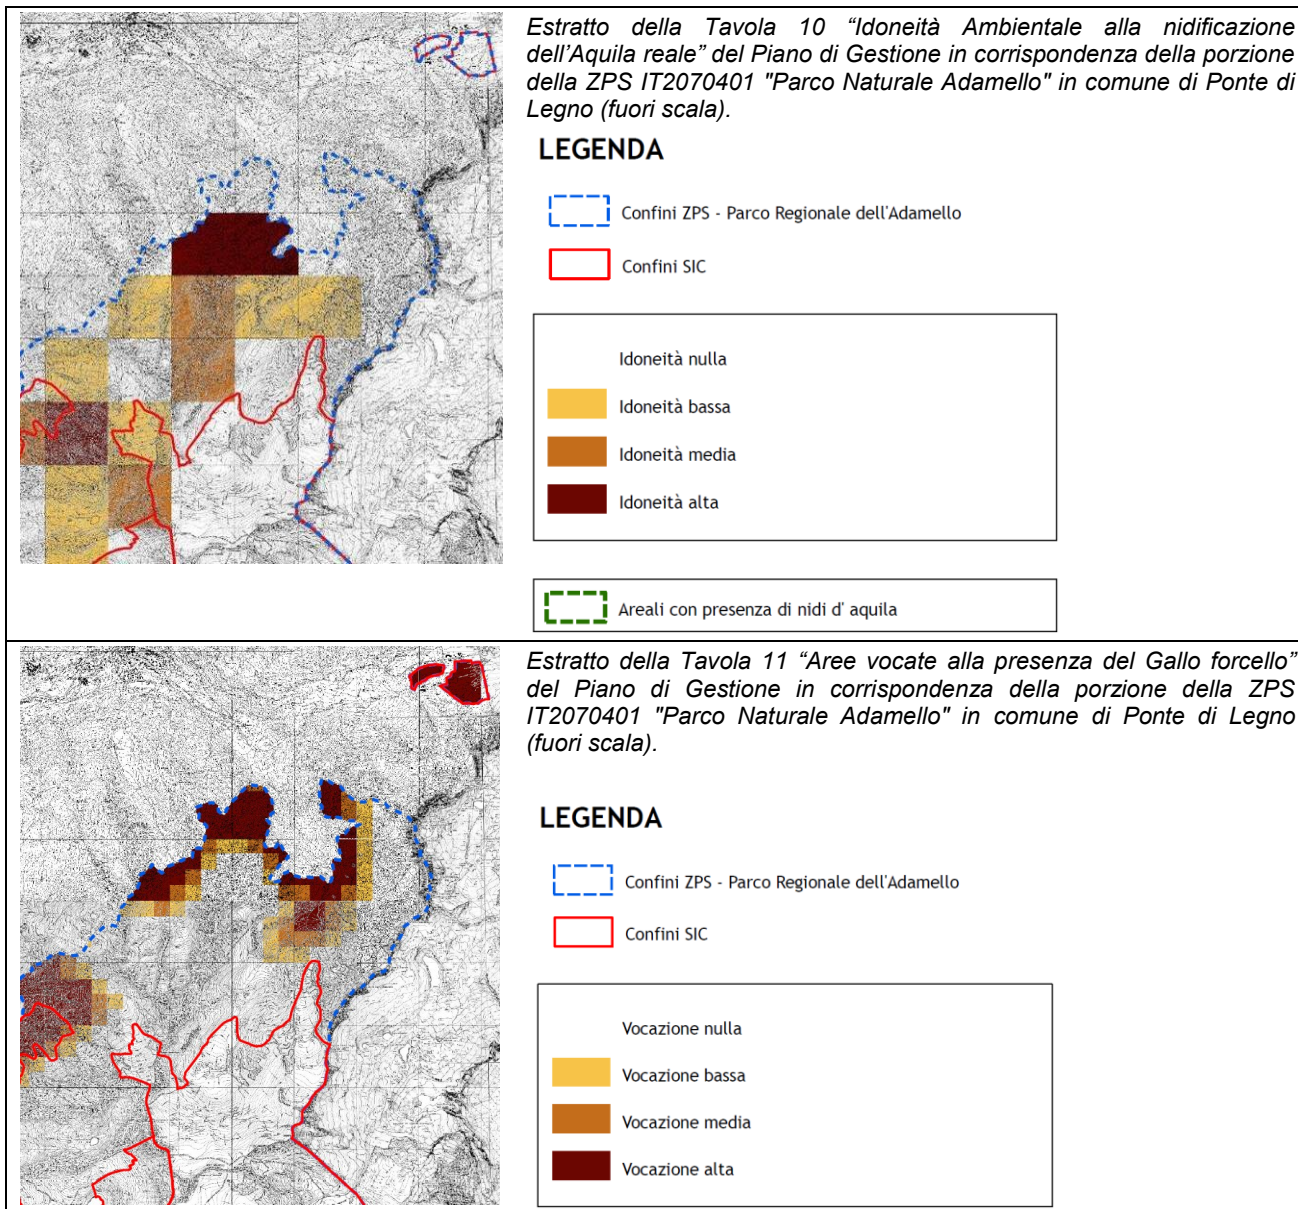 Estratto della Tavola 10 “Idoneità Ambientale alla nidificazione
dell’Aquila reale” del Piano di Gestione in corrispondenza della porzione
della ZPS IT2070401 "Parco Naturale Adamello" in comune di Ponte di
Legno (fuori scala).
LEGENDA
Confini ZPS - Parco Regionale dell'Adamello
Confini SIC
Idoneità nulla
Idoneità bassa
Idoneità media
Idoneità alta
Areali con presenza di nidi d' aquila
Estratto della Tavola 11 “Aree vocate alla presenza del Gallo forcello”
del Piano di Gestione in corrispondenza della porzione della ZPS
IT2070401 "Parco Naturale Adamello" in comune di Ponte di Legno
(fuori scala).
LEGENDA
Confini ZPS - Parco Regionale dell'Adamello
Confini SIC
Vocazione nulla
Vocazione bassa
Vocazione media
Vocazione alta